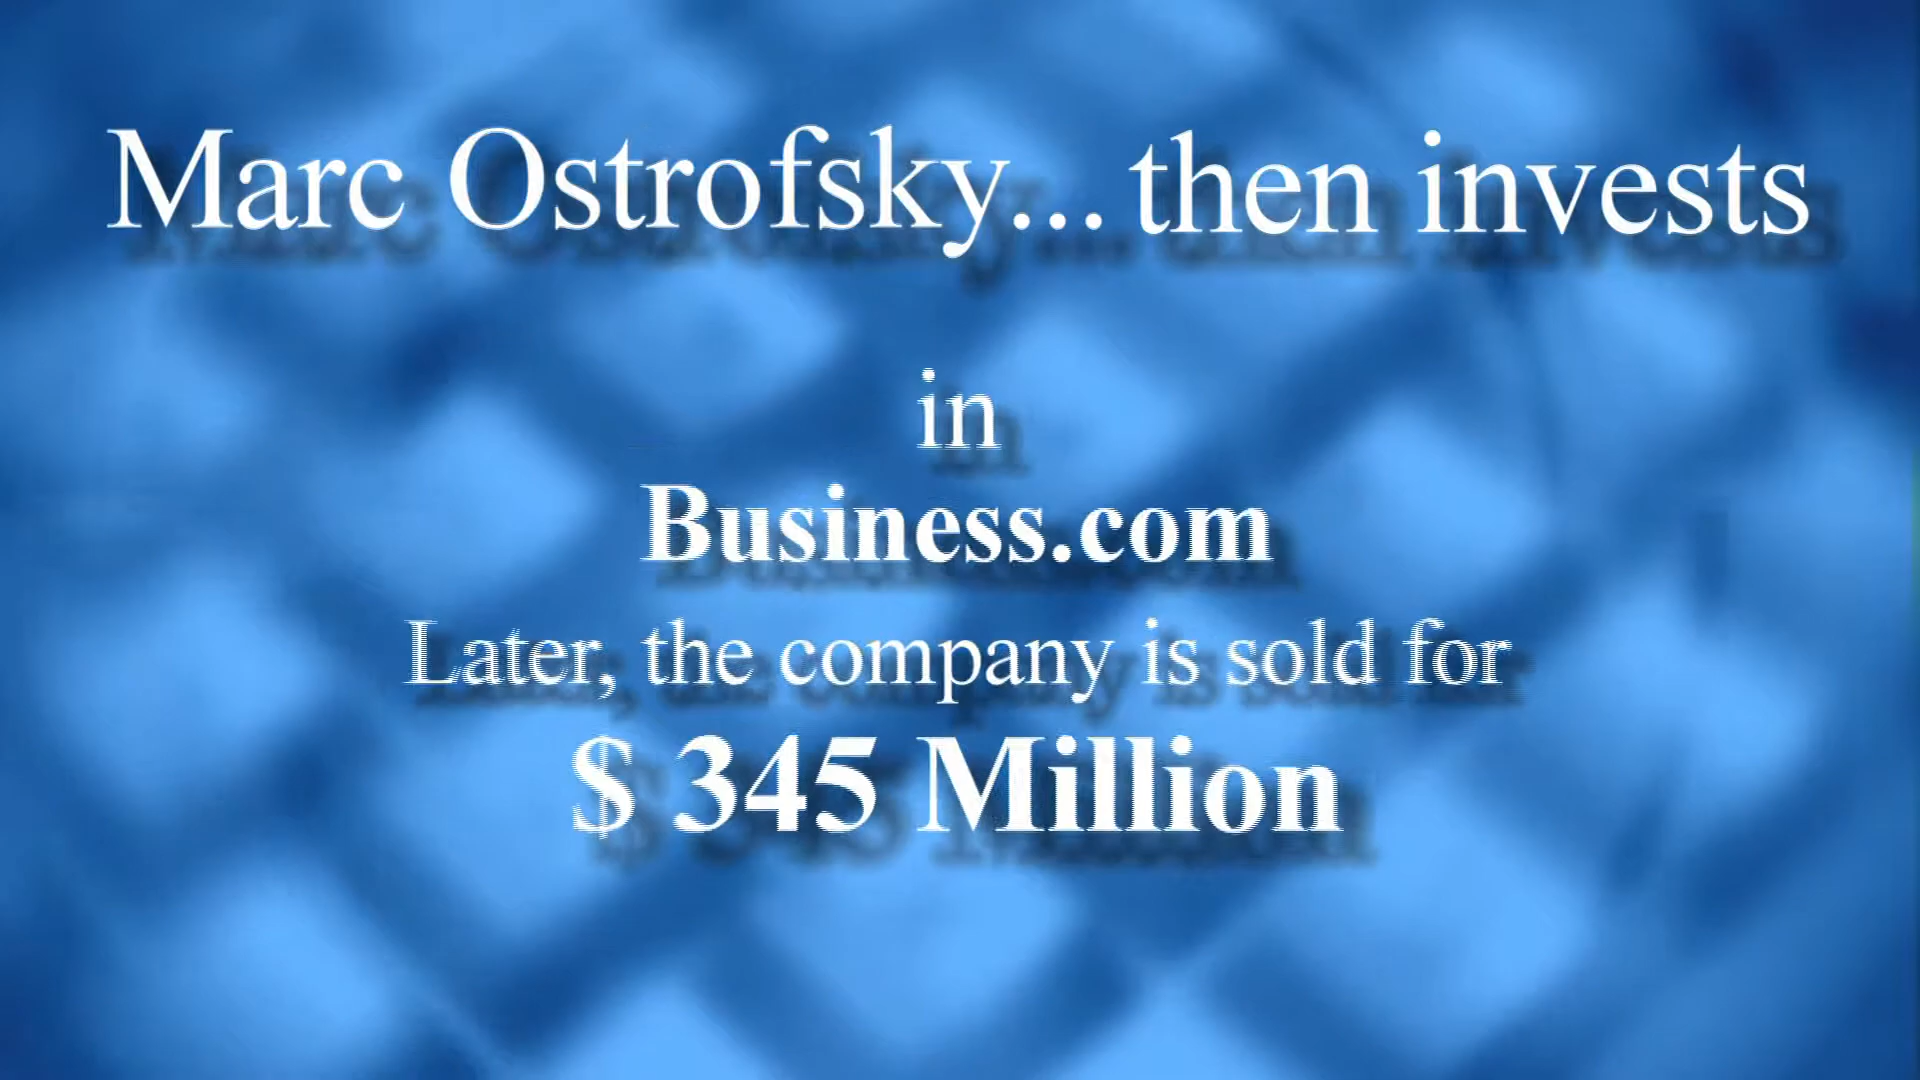 Marc Ostrofsky... then invests
in
Business.com
Later, the company is sold for
$ 345 Million